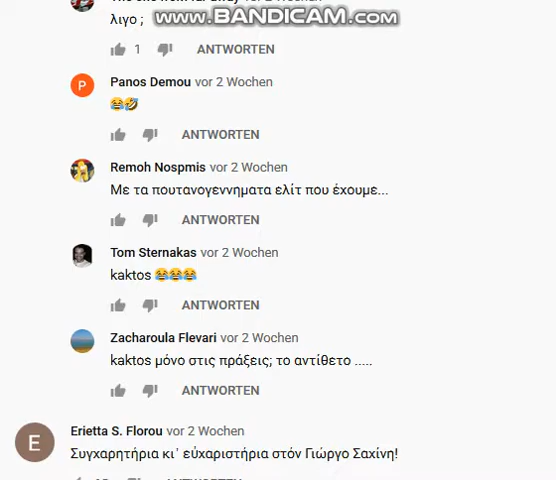 λιγο ;
www.BANDICAM.com
1 ANTWORTEN
P Panos Demou vor 2 Wochen
😂🤣
ANTWORTEN
Remoh Nospmis vor 2 Wochen
Με τα πουτανογεννηματα ελίτ που έχουμε...
ANTWORTEN
Tom Sternakas vor 2 Wochen
kaktos 😂😂😂
ANTWORTEN
Zacharoula Flevari vor 2 Wochen
kaktos μόνο στις πράξεις; το αντίθετο .....
ANTWORTEN
E Erietta S. Florou vor 2 Wochen
Συγχαρητήρια κι᾽ εὐχαριστήρια στόν Γιώργο Σαχίνη!